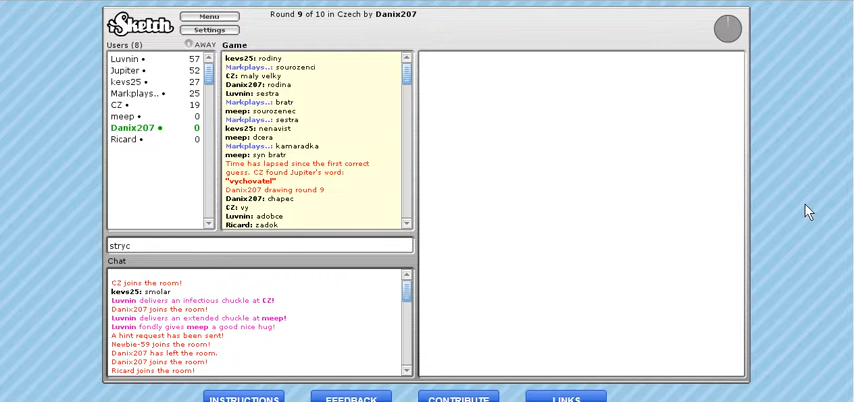 iSketch
Menu
Settings
Round 9 of 10 in Czech by Danix207
Users (8)
AWAY
Luvnin • 57
Jupiter • 52
kevs25 • 27
Markplays.. • 25
CZ • 19
meep • 0
Danix207 • 0
Ricard • 0
Game
kevs25: rodiny
Markplays..: sourozenci
CZ: maly velky
Danix207: rodina
Luvnin: sestra
Markplays..: bratr
meep: sourozenec
Markplays..: sestra
kevs25: nenavist
meep: dcera
Markplays..: kamaradka
meep: syn bratr
Time has lapsed since the first correct
guess. CZ found Jupiter's word:
"vychovatel"
Danix207 drawing round 9
Danix207: chapec
CZ: vy
Luvnin: adobce
Ricard: zadok
stryc
Chat
CZ joins the room!
kevs25: smolar
Luvnin delivers an infectious chuckle at CZ!
Danix207 joins the room!
Luvnin delivers an extended chuckle at meep!
Luvnin fondly gives meep a good nice hug!
A hint request has been sent!
Newbie-59 joins the room!
Danix207 has left the room.
Danix207 joins the room!
Ricard joins the room!
INSTRUCTIONS
FEEDBACK
CONTRIBUTE
LINKS